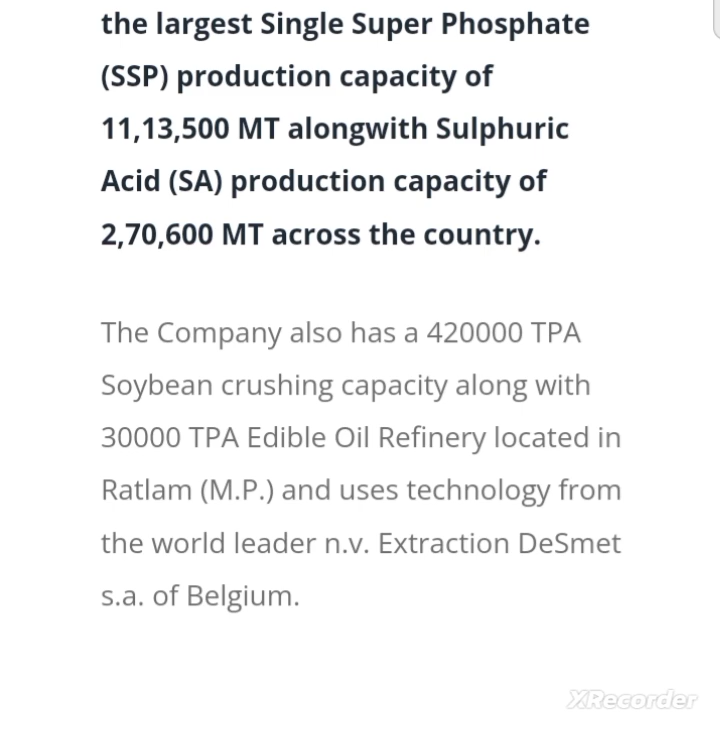 the largest Single Super Phosphate
(SSP) production capacity of
11,13,500 MT alongwith Sulphuric
Acid (SA) production capacity of
2,70,600 MT across the country.
The Company also has a 420000 TPA
Soybean crushing capacity along with
30000 TPA Edible Oil Refinery located in
Ratlam (M.P.) and uses technology from
the world leader n.v. Extraction DeSmet
s.a. of Belgium.
XRecorder